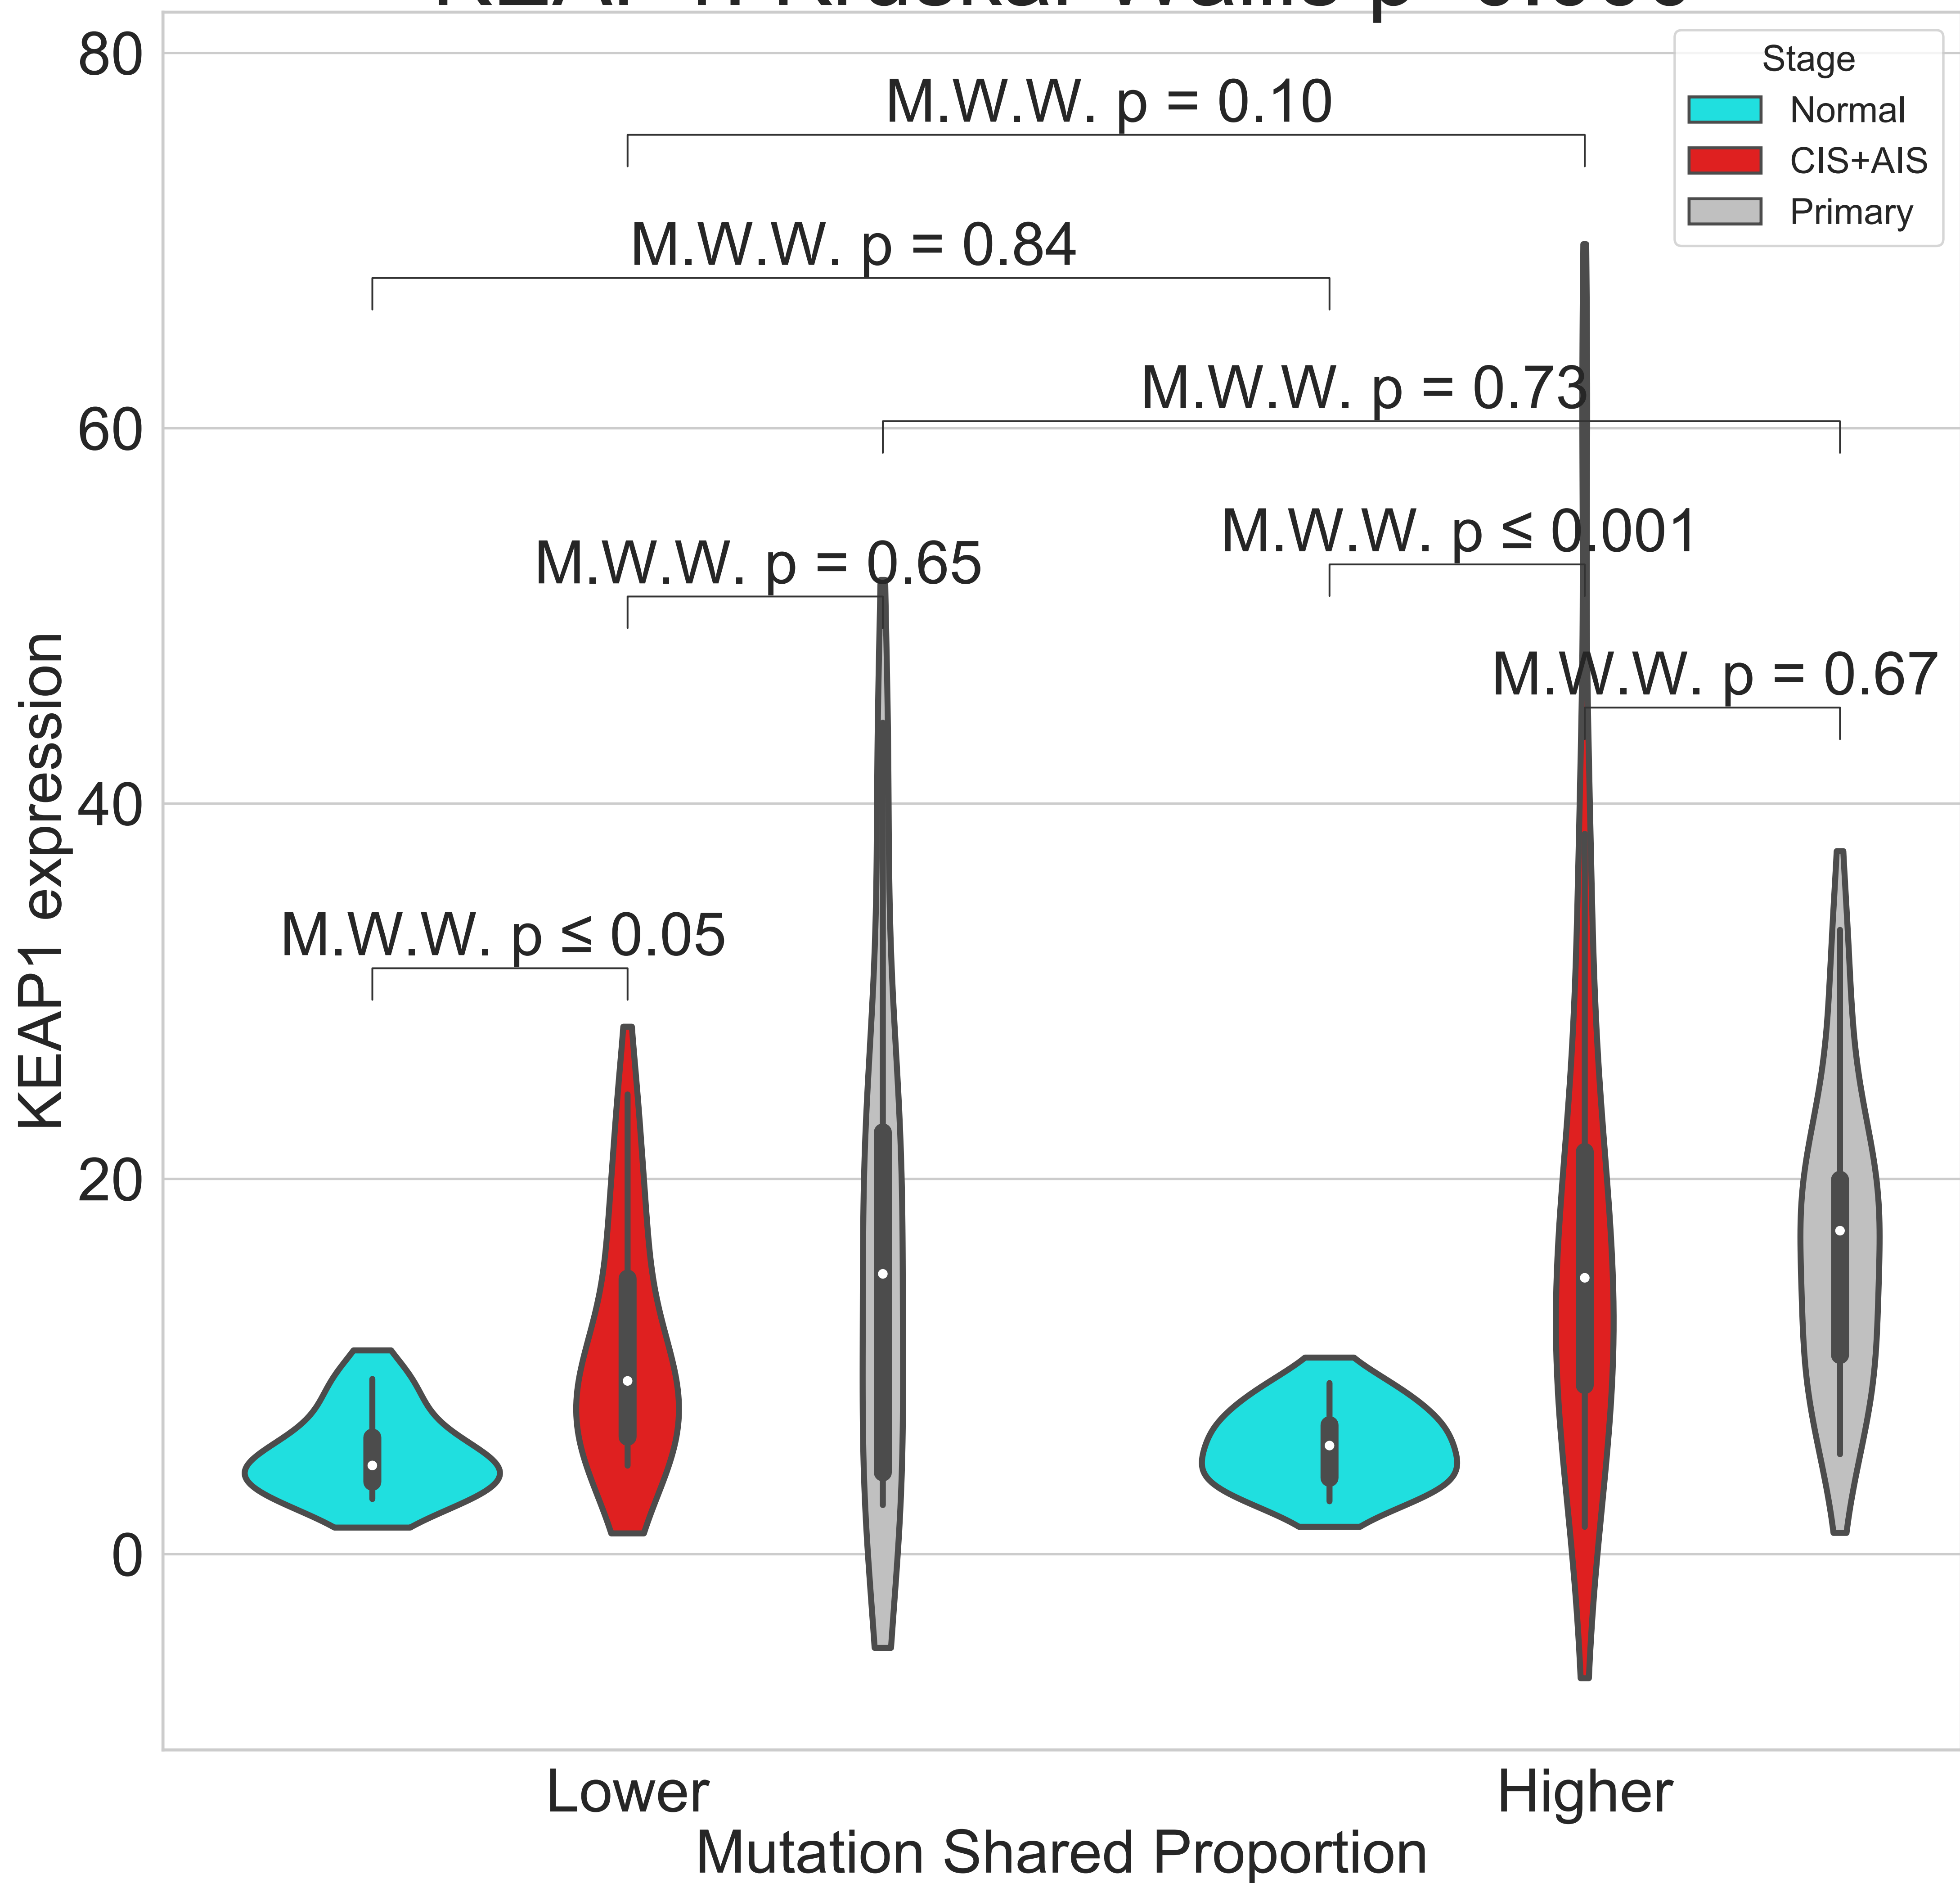 80
60
40
20
0
KEAP1 expression
M.W.W. p = 0.10
M.W.W. p = 0.84
M.W.W. p = 0.73
M.W.W. p ≤ 0.001
M.W.W. p = 0.65
M.W.W. p = 0.67
M.W.W. p ≤ 0.05
Stage
Normal
CIS+AIS
Primary
Lower
Higher
Mutation Shared Proportion